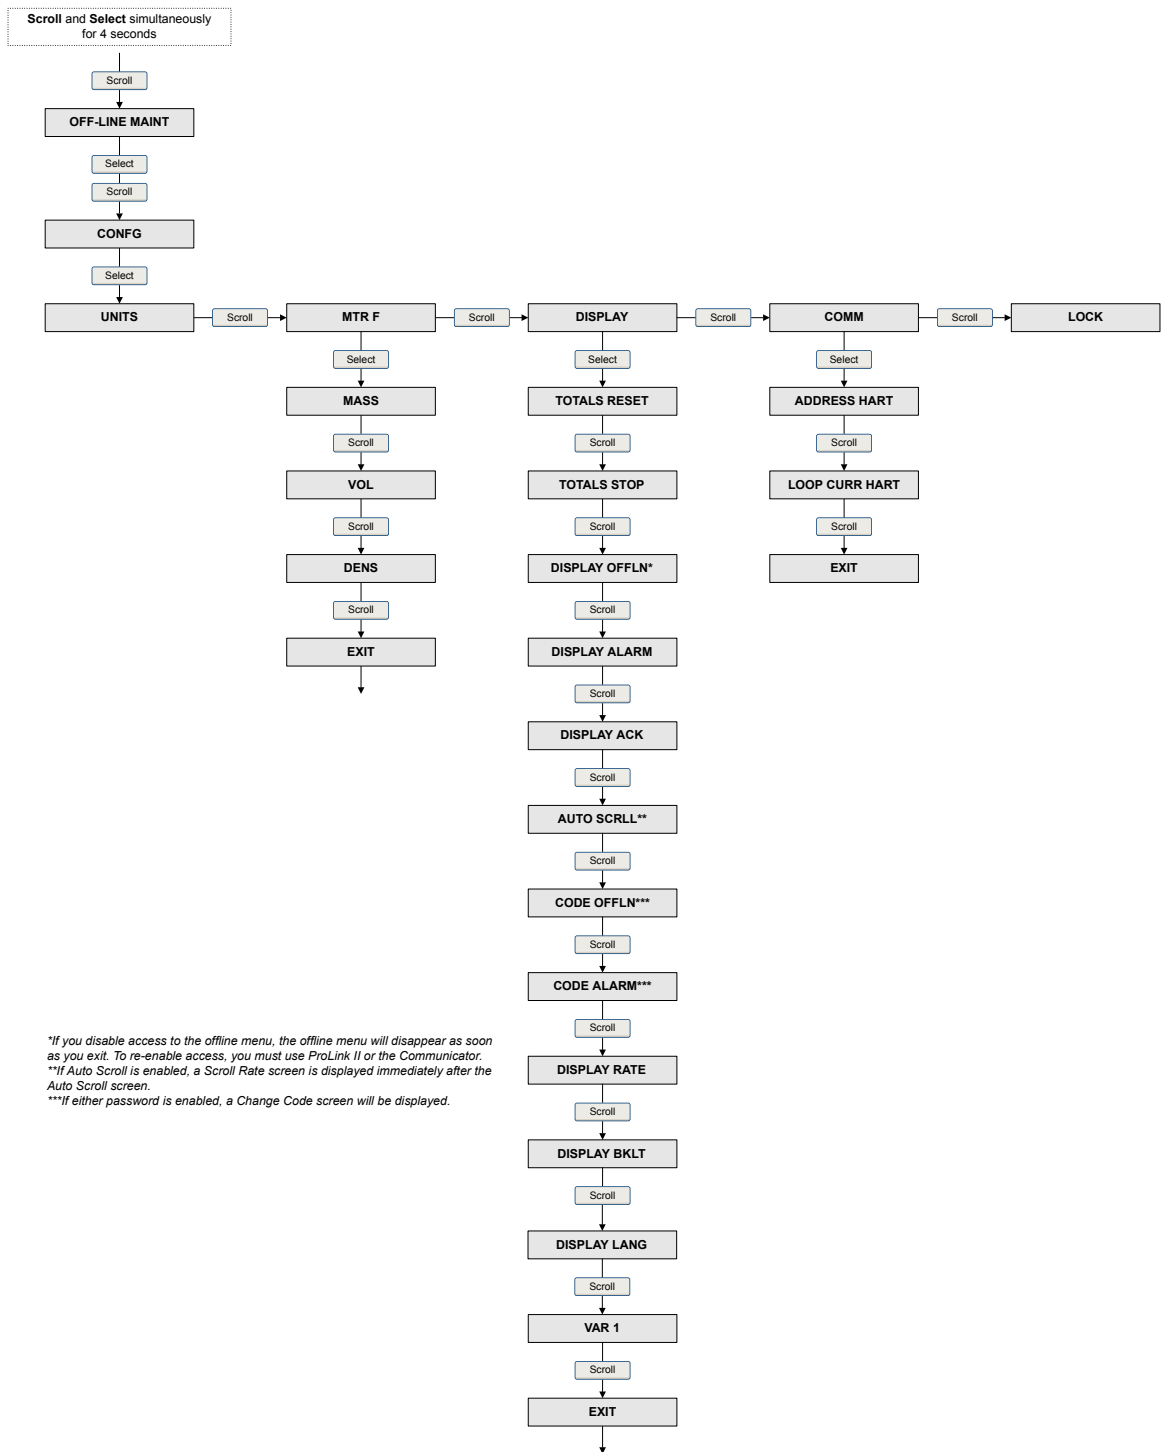 Scroll and Select simultaneously
for 4 seconds
Scroll
OFF-LINE MAINT
Select
Scroll
CONFG
Select
UNITS
Scroll
MTR F
Scroll
DISPLAY
Scroll
COMM
Scroll
LOCK
Select
MASS
Scroll
VOL
Scroll
DENS
Scroll
EXIT
Select
TOTALS RESET
Scroll
TOTALS STOP
Scroll
DISPLAY OFFLN*
Scroll
DISPLAY ALARM
Scroll
DISPLAY ACK
Scroll
AUTO SCRLL**
Scroll
CODE OFFLN***
Scroll
CODE ALARM***
Scroll
DISPLAY RATE
Scroll
DISPLAY BKLT
Scroll
DISPLAY LANG
Scroll
VAR 1
Scroll
EXIT
Select
ADDRESS HART
Scroll
LOOP CURR HART
Scroll
EXIT
*If you disable access to the offline menu, the offline menu will disappear as soon
as you exit. To re-enable access, you must use ProLink II or the Communicator.
**If Auto Scroll is enabled, a Scroll Rate screen is displayed immediately after the
Auto Scroll screen.
***If either password is enabled, a Change Code screen will be displayed.